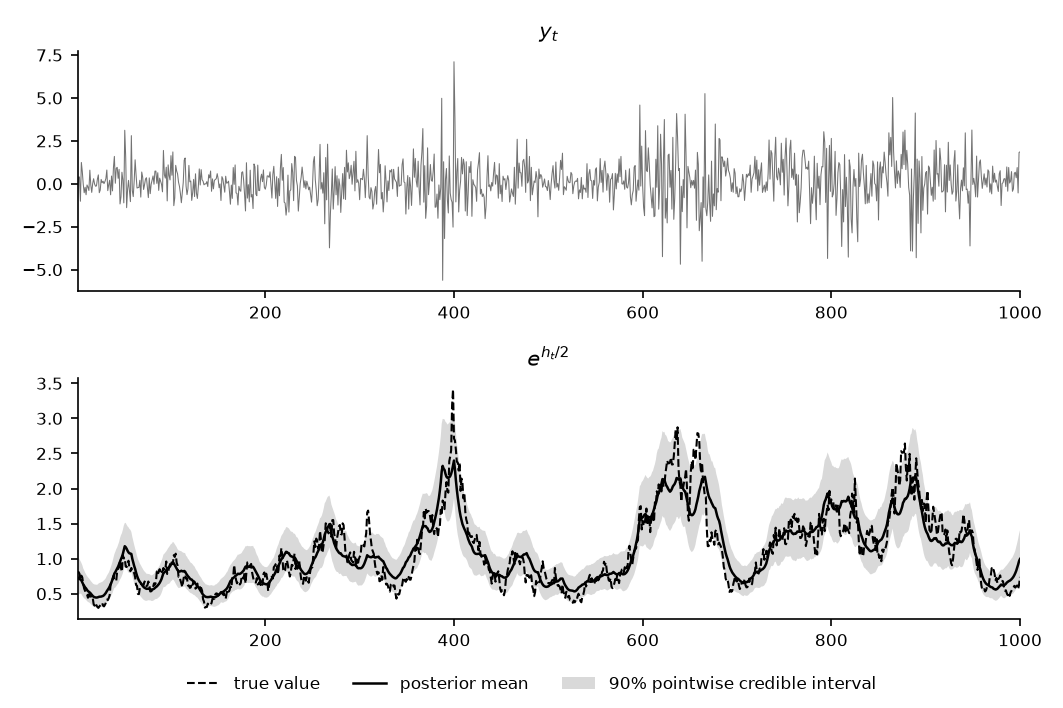 y_t
7.5
5.0
2.5
0.0
−2.5
−5.0
200 400 600 800 1000
e^{h_t/2}
3.5
3.0
2.5
2.0
1.5
1.0
0.5
200 400 600 800 1000
true value posterior mean 90% pointwise credible interval